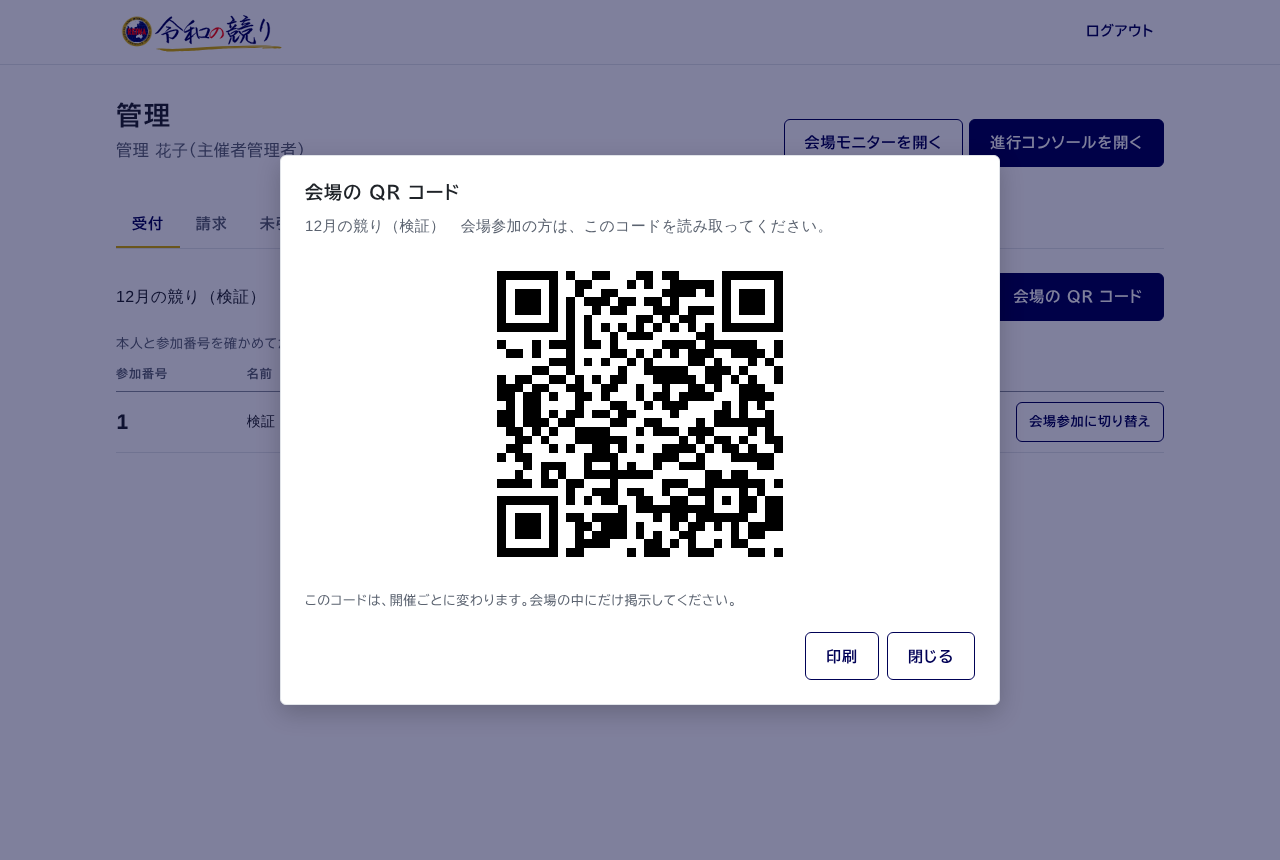 令和の競り
ログアウト
管理
管理 花子（主催者管理者）
会場モニターを開く
進行コンソールを開く
受付
請求
12月の競り（検証）
会場の QR コード
本人と参加番号を確かめて
参加番号
名前
1
検証
会場参加に切り替え
会場の QR コード
12月の競り（検証）　会場参加の方は、このコードを読み取ってください。
このコードは、開催ごとに変わります。会場の中にだけ掲示してください。
印刷
閉じる